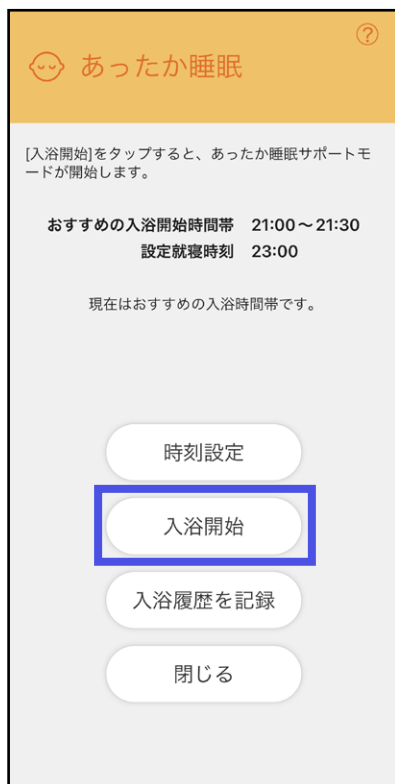 ?
あったか睡眠
[入浴開始]をタップすると、あったか睡眠サポートモ
ードが開始します。
おすすめの入浴開始時間帯 21:00～21:30
設定就寝時刻 23:00
現在はおすすめの入浴時間帯です。
時刻設定
入浴開始
入浴履歴を記録
閉じる